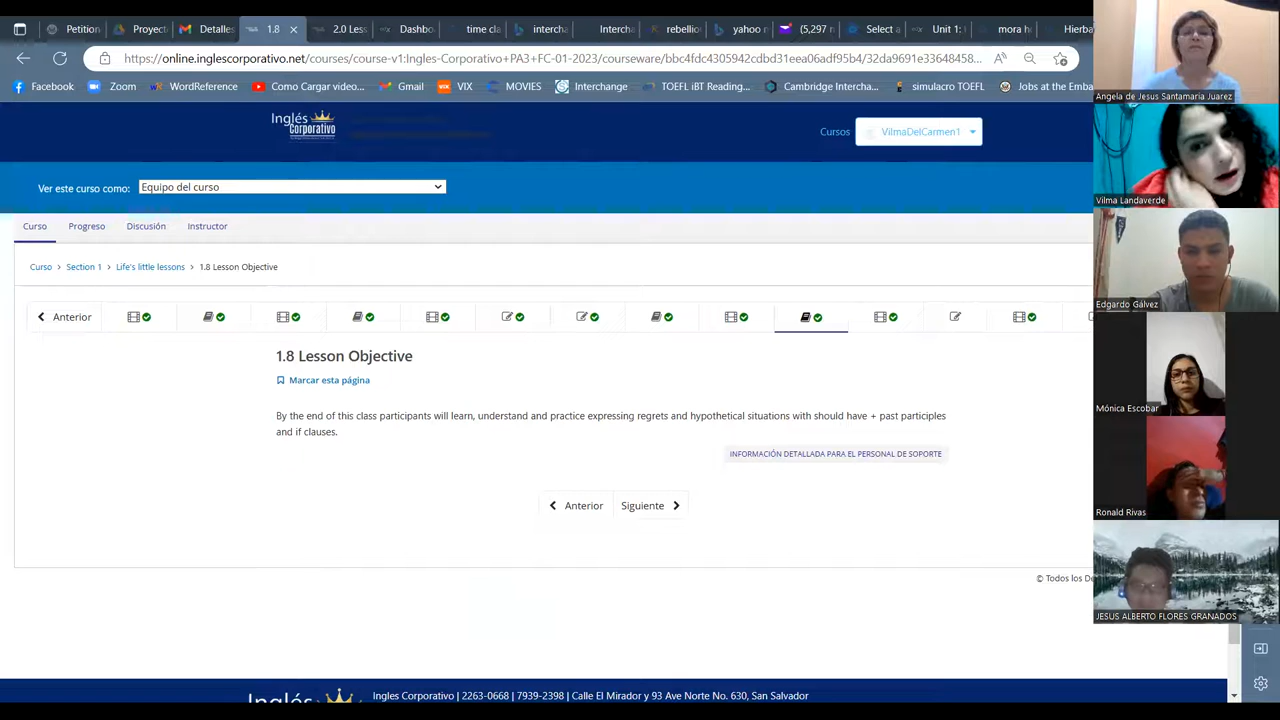 Petition
Proyect
Detalles
1.8
2.0 Less
Dashbo
time cla
interch
Interch
rebellio
yahoo n
(5,297 n
Select a
Unit 1:
mora h
Hierba
https://online.inglescorporativo.net/courses/course-v1:Ingles-Corporativo+PA3+FC-01-2023/courseware/bbc4fdc4305942cdbd31eea06adf95b4/32da9691e33648458...
Facebook
Zoom
WordReference
Como Cargar video...
Gmail
VIX
MOVIES
Interchange
TOEFL iBT Reading...
Cambridge Intercha...
simulacro TOEFL
Jobs at the Emba
Inglés
Corporativo
Cursos
VilmaDelCarmen1
Ver este curso como:
Equipo del curso
Curso
Progreso
Discusión
Instructor
Curso > Section 1 > Life's little lessons > 1.8 Lesson Objective
Anterior
1.8 Lesson Objective
Marcar esta página
By the end of this class participants will learn, understand and practice expressing regrets and hypothetical situations with should have + past participles
and if clauses.
INFORMACIÓN DETALLADA PARA EL PERSONAL DE SOPORTE
Anterior
Siguiente
© Todos los De
Inglés
Ingles Corporativo | 2263-0668 | 7939-2398 | Calle El Mirador y 93 Ave Norte No. 630, San Salvador
Angela de Jesus Santamaria Juarez
Vilma Landaverde
Edgardo Gálvez
Mónica Escobar
Ronald Rivas
JESUS ALBERTO FLORES GRANADOS